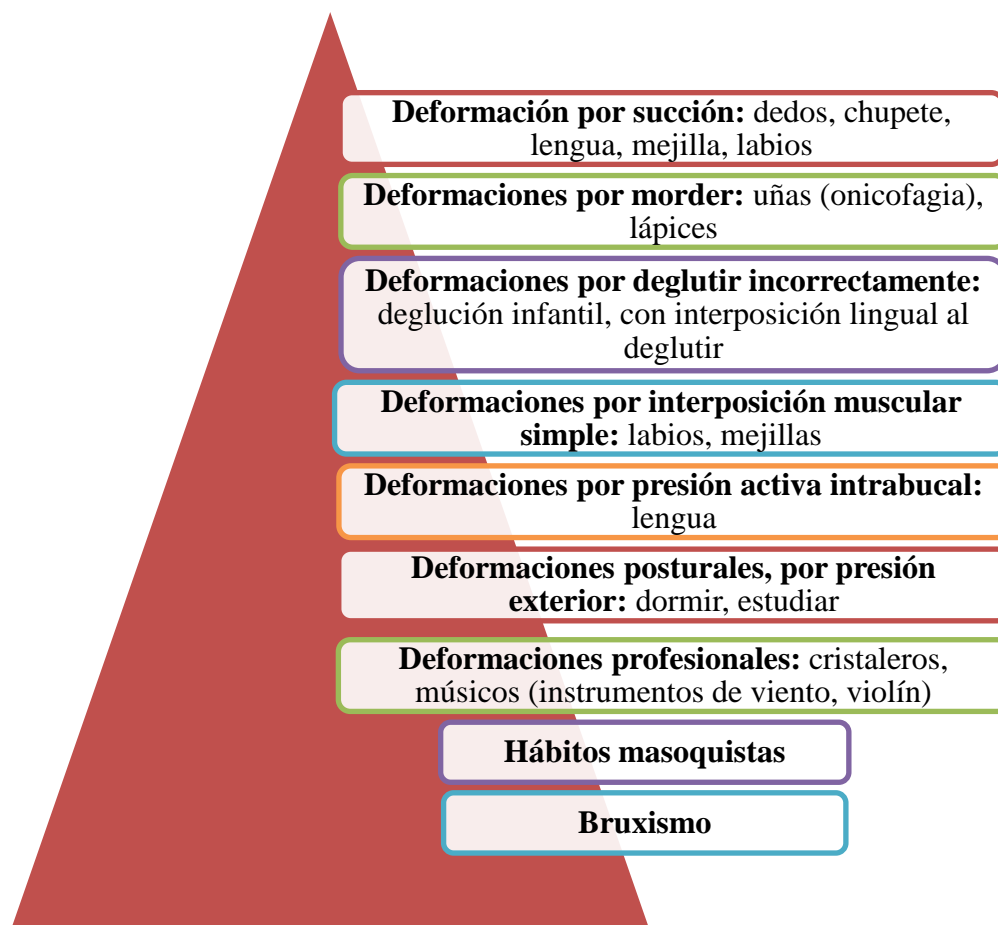 Deformación por succión: dedos, chupete,
lengua, mejilla, labios
Deformaciones por morder: uñas (onicofagia),
lápices
Deformaciones por deglutir incorrectamente:
deglución infantil, con interposición lingual al
deglutir
Deformaciones por interposición muscular
simple: labios, mejillas
Deformaciones por presión activa intrabucal:
lengua
Deformaciones posturales, por presión
exterior: dormir, estudiar
Deformaciones profesionales: cristaleros,
músicos (instrumentos de viento, violín)
Hábitos masoquistas
Bruxismo